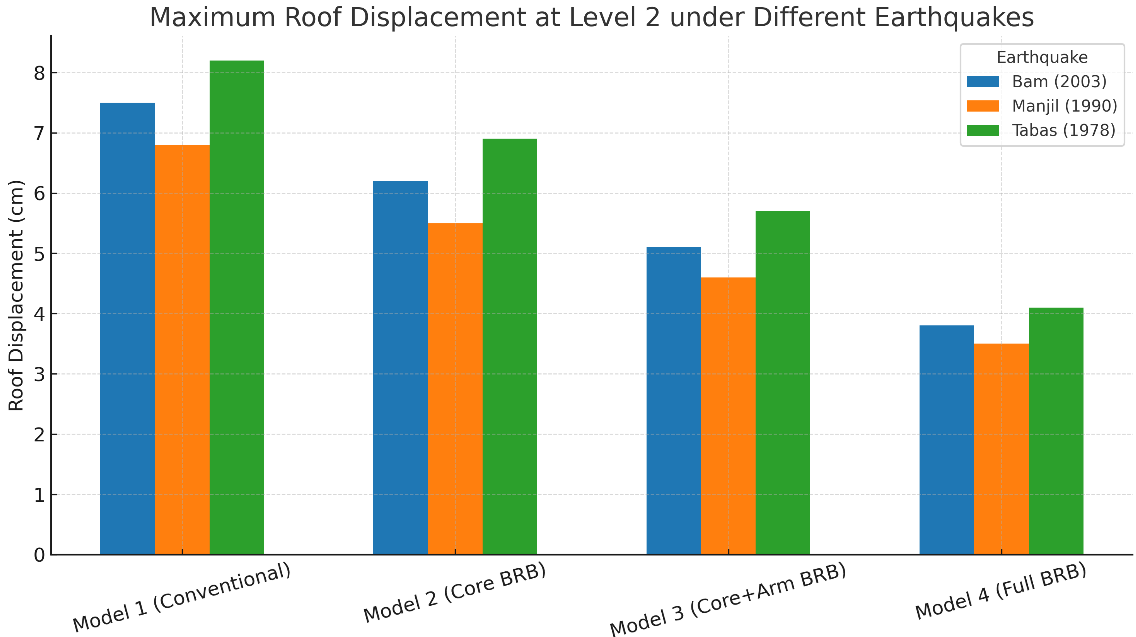 Maximum Roof Displacement at Level 2 under Different Earthquakes
Earthquake
Bam (2003)
Manjil (1990)
Tabas (1978)
Roof Displacement (cm)
8
7
6
5
4
3
2
1
0
Model 1 (Conventional)
Model 2 (Core BRB)
Model 3 (Core+Arm BRB)
Model 4 (Full BRB)